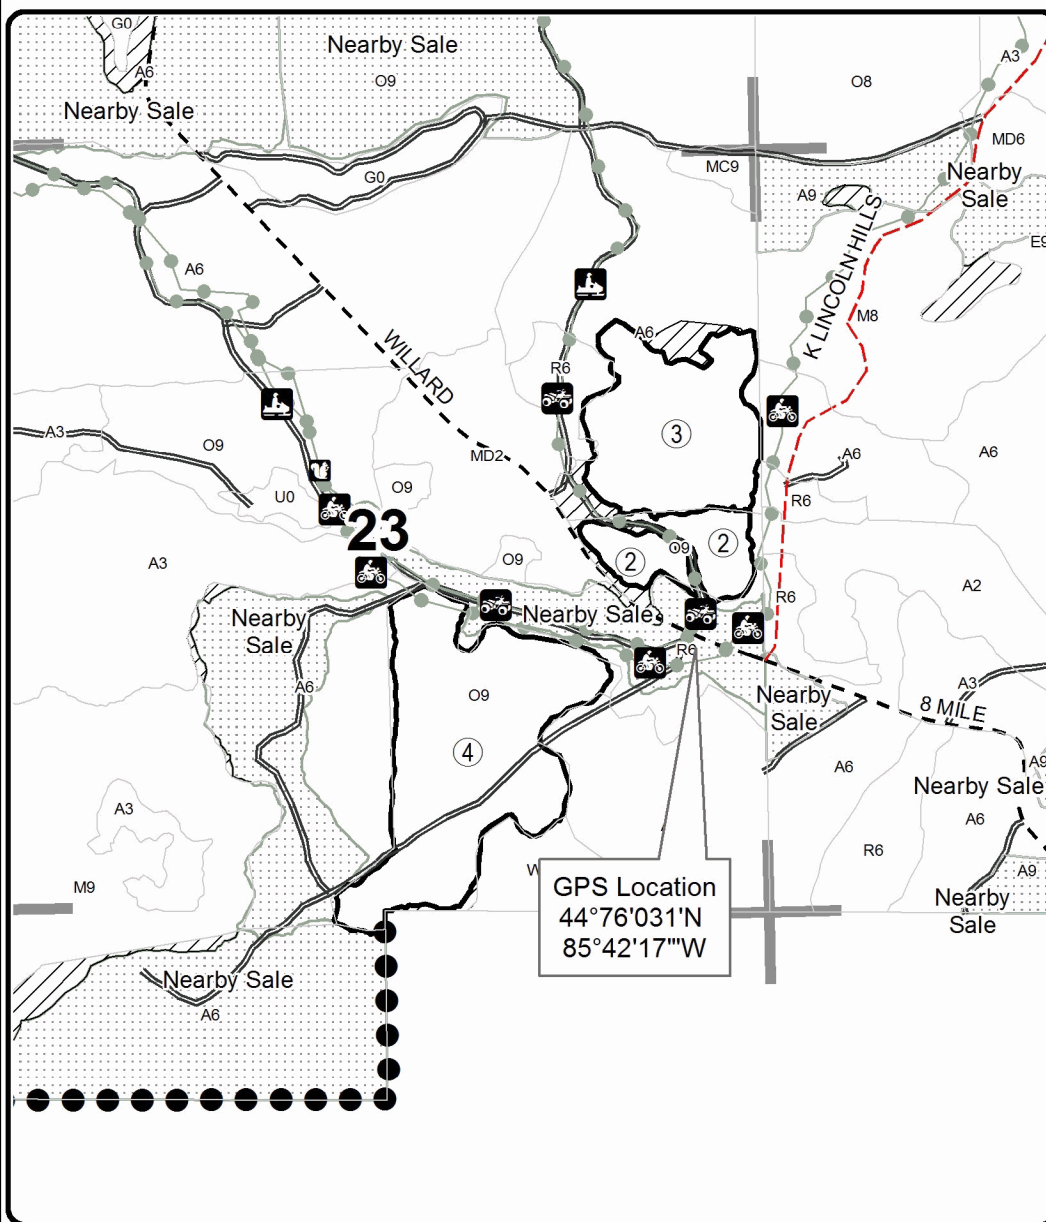 G0
Nearby Sale
A3
A6
O9
O8
Nearby Sale
MD6
MC9
Nearby
Sale
G0
A9
E9
K LINCOLN HILLS
A6
M8
A6
WILLARD
R6
A3
O9
3
MD2
A6
A6
U0
O9
R6
23
A3
O9
O9
2
2
A2
R6
Nearby
Sale
Nearby Sale
R6
A6
O9
Nearby
Sale
A3
8 MILE
4
A6
A9
Nearby Sale
A3
A6
R6
M9
W
GPS Location
44°76'031'N
85°42'17'"W
A9
Nearby
Sale
Nearby Sale
A6